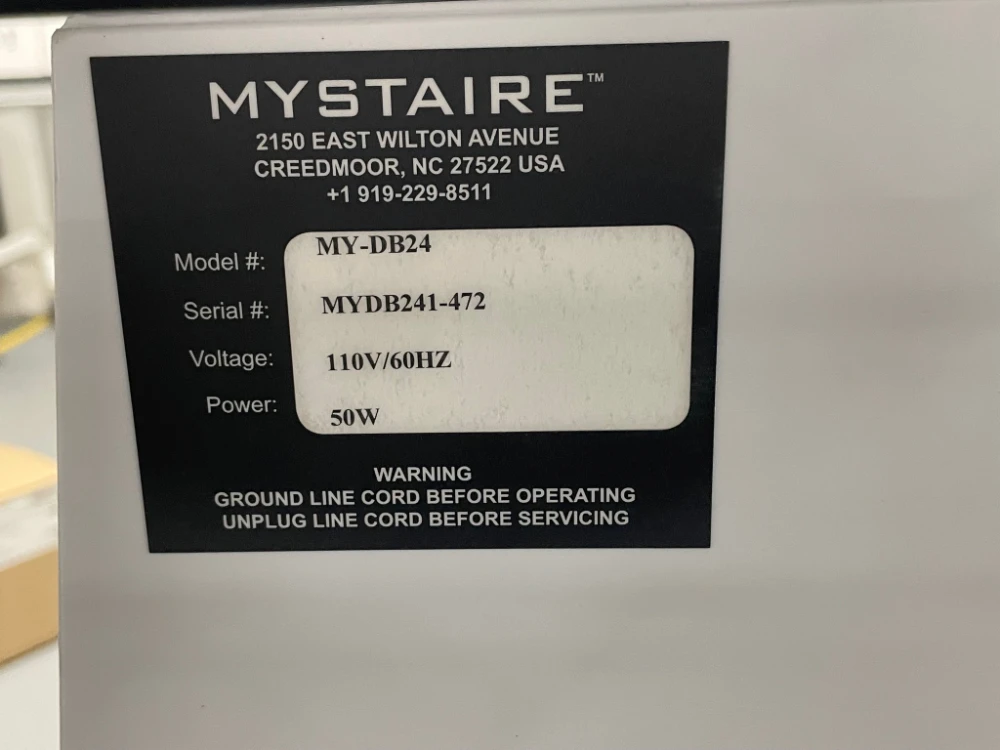 MYSTAIRE™
2150 EAST WILTON AVENUE
CREEDMOOR, NC 27522 USA
+1 919-229-8511
Model #: MY-DB24
Serial #: MYDB241-472
Voltage: 110V/60HZ
Power: 50W
WARNING
GROUND LINE CORD BEFORE OPERATING
UNPLUG LINE CORD BEFORE SERVICING